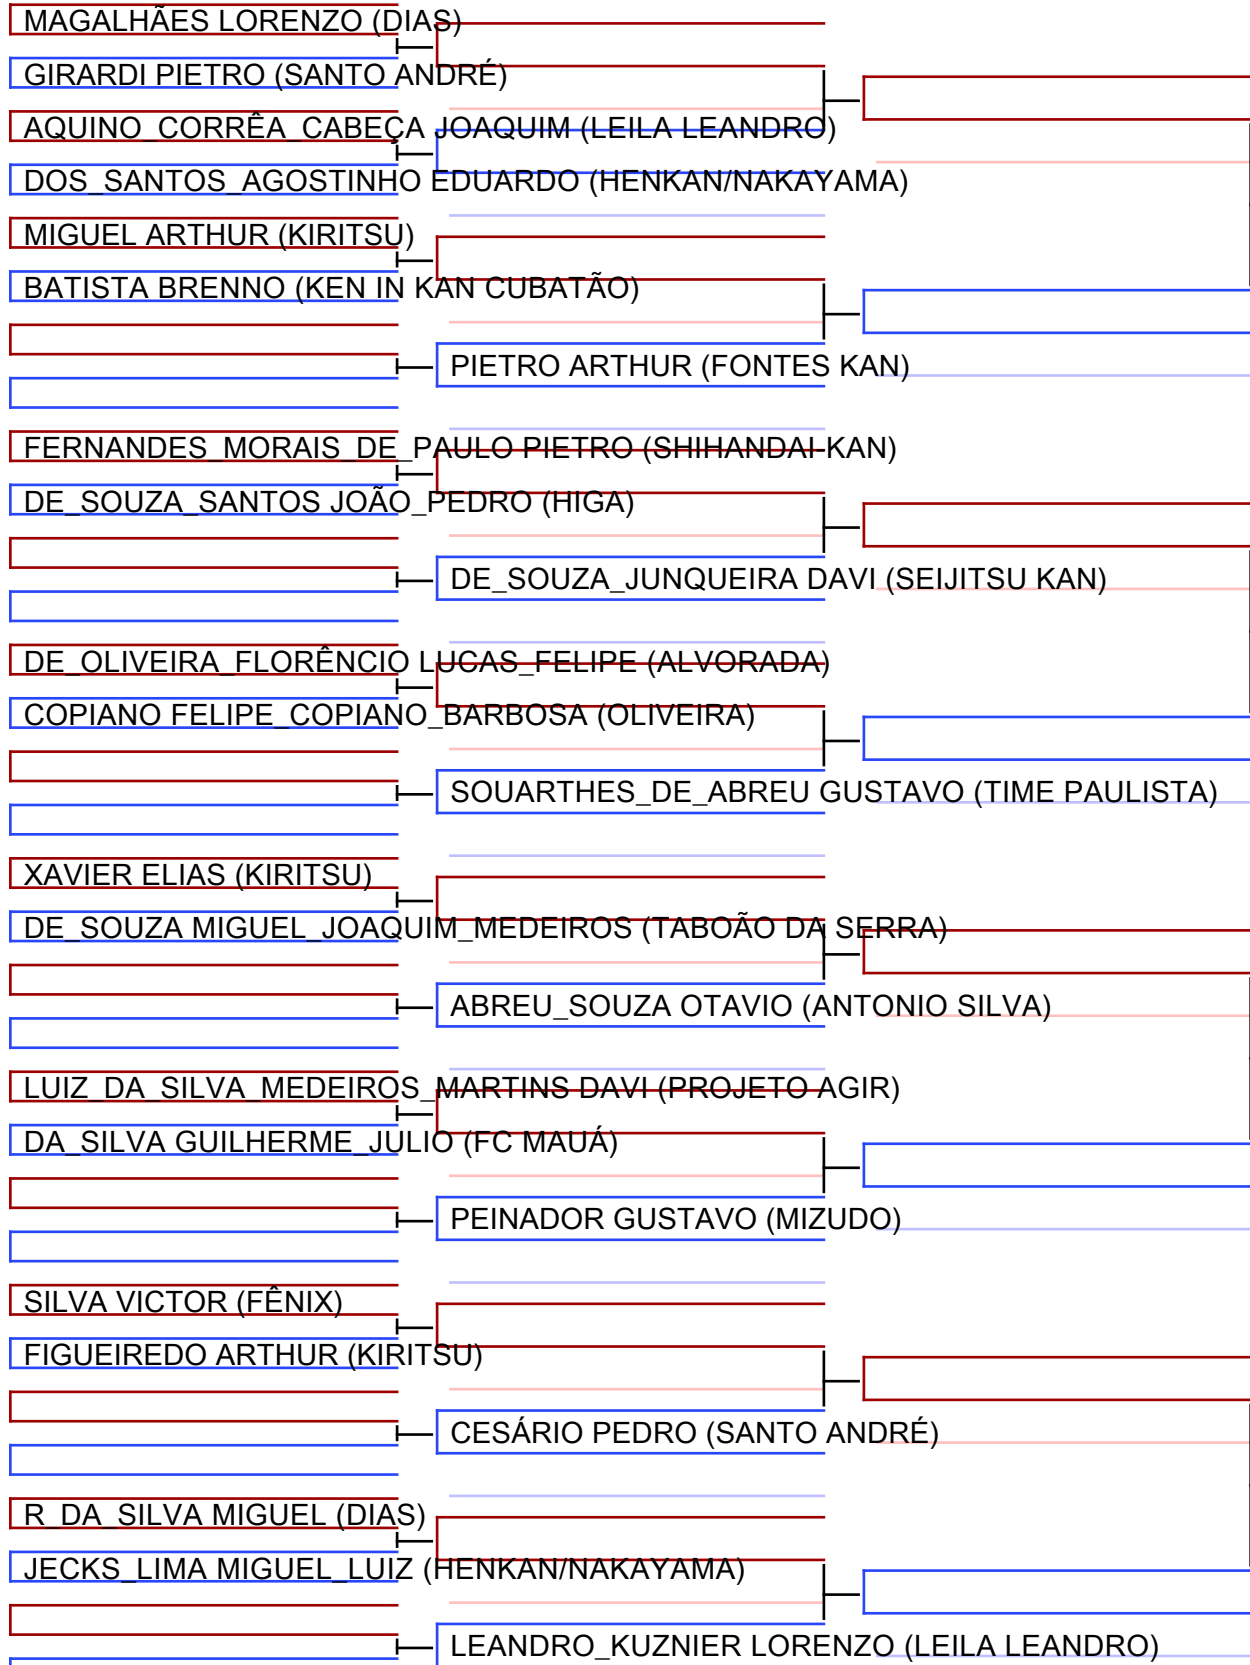 MAGALHÃES LORENZO (DIAS)
GIRARDI PIETRO (SANTO ANDRÉ)
AQUINO_CORRÊA_CABEÇA JOAQUIM (LEILA LEANDRO)
DOS_SANTOS_AGOSTINHO EDUARDO (HENKAN/NAKAYAMA)
MIGUEL ARTHUR (KIRITSU)
BATISTA BRENNO (KEN IN KAN CUBATÃO)
PIETRO ARTHUR (FONTES KAN)
FERNANDES_MORAIS_DE_PAULO PIETRO (SHIHANDAI-KAN)
DE_SOUZA_SANTOS JOÃO_PEDRO (HIGA)
DE_SOUZA_JUNQUEIRA DAVI (SEIJITSU KAN)
DE_OLIVEIRA_FLORÊNCIO LUCAS_FELIPE (ALVORADA)
COPIANO FELIPE_COPIANO_BARBOSA (OLIVEIRA)
SOUARTHES_DE_ABREU GUSTAVO (TIME PAULISTA)
XAVIER ELIAS (KIRITSU)
DE_SOUZA MIGUEL_JOAQUIM_MEDEIROS (TABOÃO DA SERRA)
ABREU_SOUZA OTAVIO (ANTONIO SILVA)
LUIZ_DA_SILVA_MEDEIROS_MARTINS DAVI (PROJETO AGIR)
DA_SILVA GUILHERME_JULIO (FC MAUÁ)
PEINADOR GUSTAVO (MIZUDO)
SILVA VICTOR (FÊNIX)
FIGUEIREDO ARTHUR (KIRITSU)
CESÁRIO PEDRO (SANTO ANDRÉ)
R_DA_SILVA MIGUEL (DIAS)
JECKS_LIMA MIGUEL_LUIZ (HENKAN/NAKAYAMA)
LEANDRO_KUZNIER LORENZO (LEILA LEANDRO)